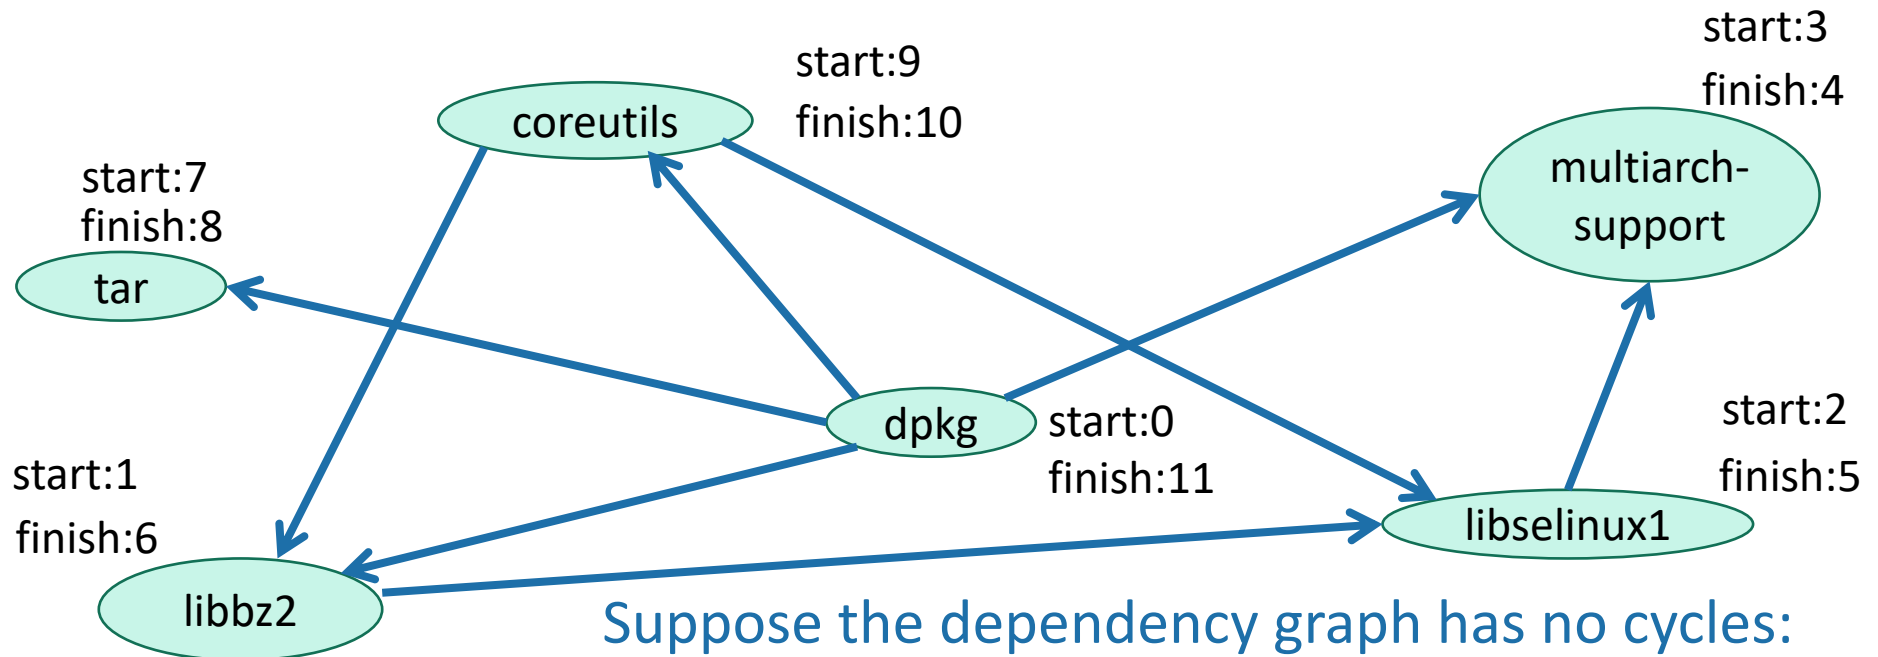 start:3
finish:4
start:9
finish:10
coreutils
multiarch-
support
start:7
finish:8
tar
dpkg
start:0
finish:11
start:2
finish:5
libselinux1
start:1
finish:6
libbz2
Suppose the dependency graph has no cycles: